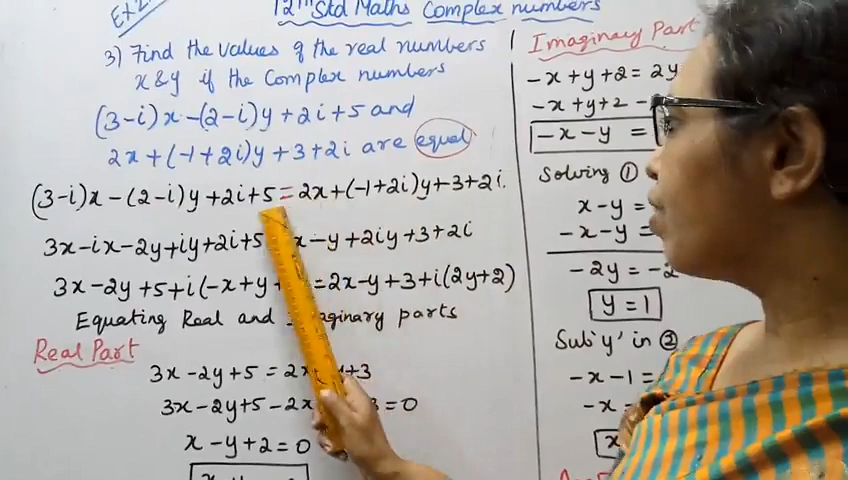 Ex2.
12th Std Maths Complex numbers
3) Find the values of the real numbers
x & y if the Complex numbers
(3-i)x-(2-i)y+2i+5 and
2x+(-1+2i)y+3+2i are equal
(3-i)x-(2-i)y+2i+5=2x+(-1+2i)y+3+2i.
3x-ix-2y+iy+2i+5 x-y+2iy+3+2i
3x-2y+5+i(-x+y+ =2x-y+3+i(2y+2)
Equating Real and Imaginary parts
Real Part
3x-2y+5=2x y+3
3x-2y+5-2x 3=0
x-y+2=0
Imaginary Part
-x+y+2=2y
-x+y+2-
-x-y=
Solving ①
x-y=
-x-y=
-2y=-2
y=1
Sub 'y' in ②
-x-1=
-x=